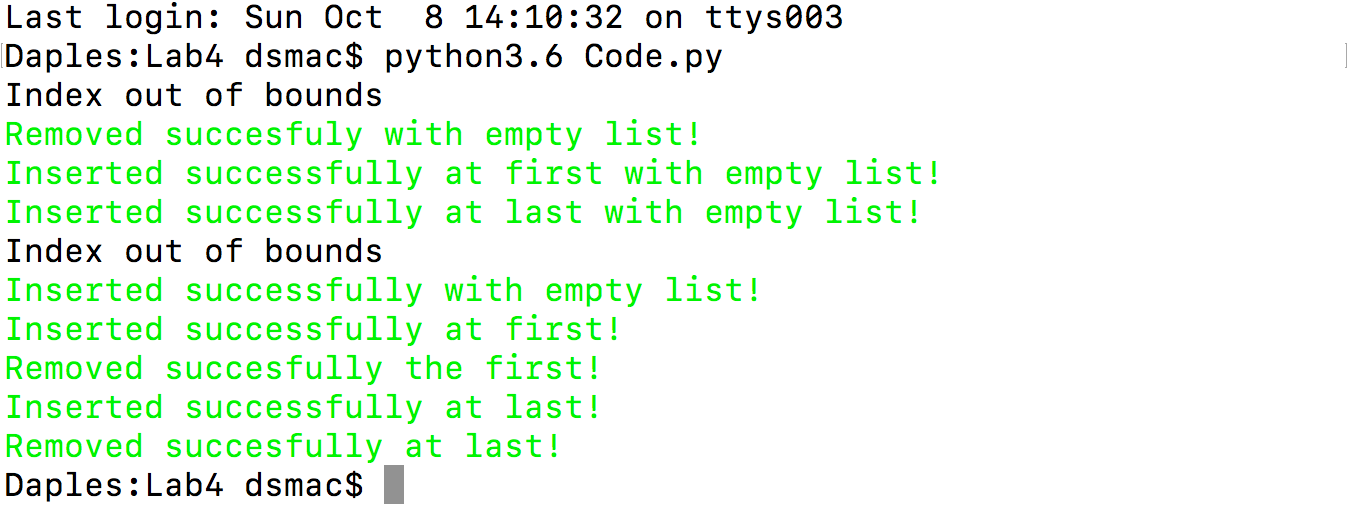 Last login: Sun Oct  8 14:10:32 on ttys003
Daples:Lab4 dsmac$ python3.6 Code.py
Index out of bounds
Removed succesfuly with empty list!
Inserted successfully at first with empty list!
Inserted successfully at last with empty list!
Index out of bounds
Inserted successfully with empty list!
Inserted successfully at first!
Removed succesfully the first!
Inserted successfully at last!
Removed succesfully at last!
Daples:Lab4 dsmac$